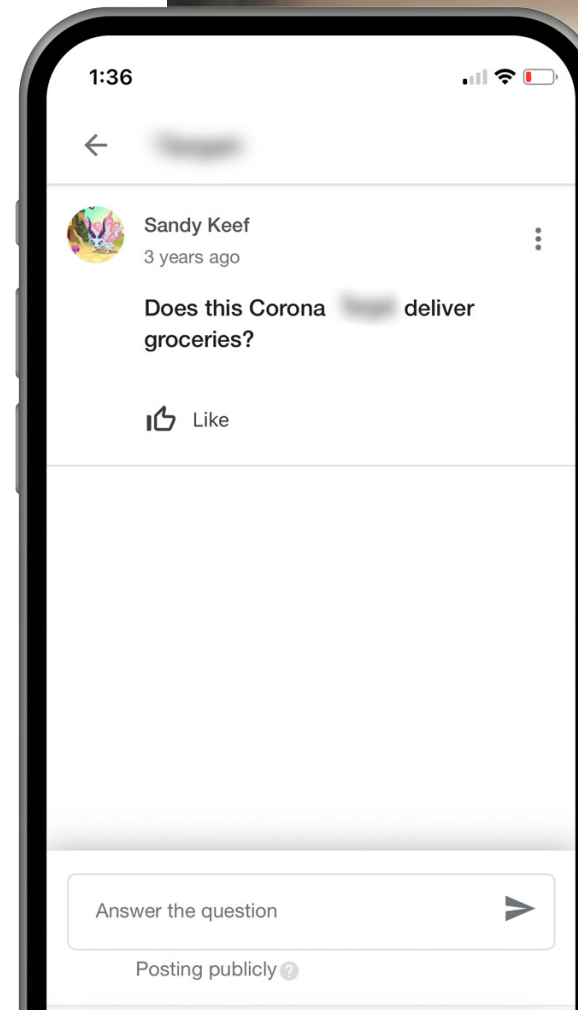 1:36
Sandy Keef
3 years ago
Does this Corona deliver
groceries?
Like
Answer the question
Posting publicly